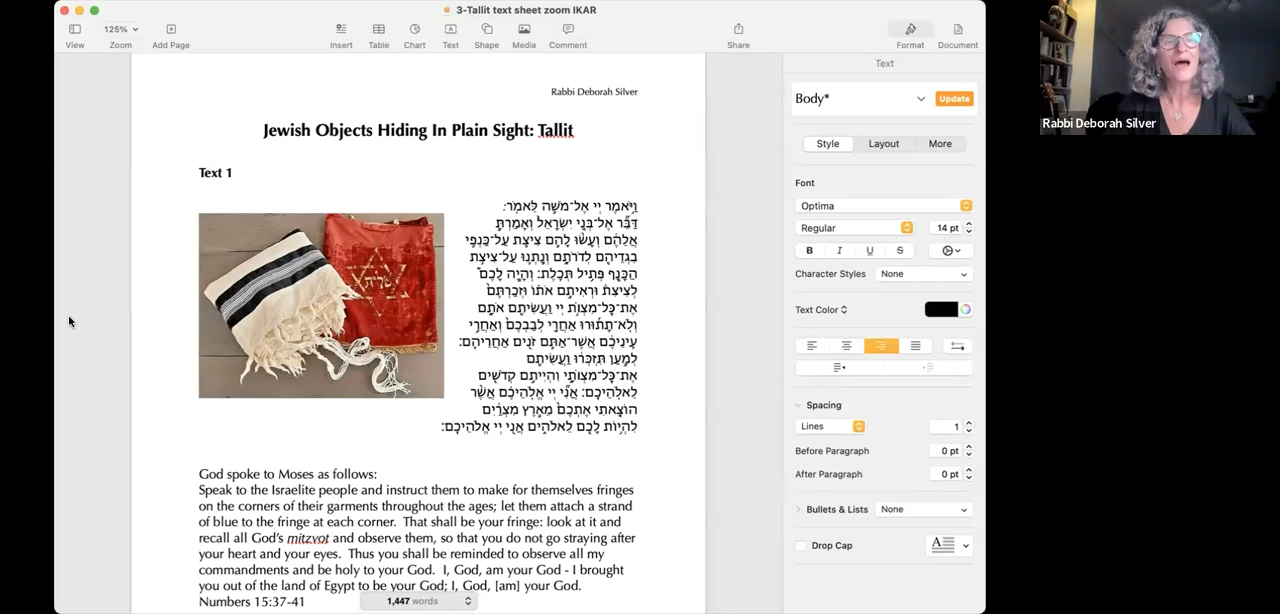 3-Tallit text sheet zoom IKAR
125%
View
Zoom
Add Page
Insert
Table
Chart
Text
Shape
Media
Comment
Share
Format
Document
Rabbi Deborah Silver
Jewish Objects Hiding In Plain Sight: Tallit
Text 1
וַיֹּאמֶר יְיָ אֶל־מֹשֶׁה לֵּאמֹר:
דַּבֵּר אֶל־בְּנֵי יִשְׂרָאֵל וְאָמַרְתָּ
אֲלֵהֶם וְעָשׂוּ לָהֶם צִיצִת עַל־כַּנְפֵי
בִגְדֵיהֶם לְדֹרֹתָם וְנָתְנוּ עַל־צִיצִת
הַכָּנָף פְּתִיל תְּכֵלֶת: וְהָיָה לָכֶם
לְצִיצִת וּרְאִיתֶם אֹתוֹ וּזְכַרְתֶּם
אֶת־כָּל־מִצְוֺת יְיָ וַעֲשִׂיתֶם אֹתָם
וְלֹא־תָתוּרוּ אַחֲרֵי לְבַבְכֶם וְאַחֲרֵי
עֵינֵיכֶם אֲשֶׁר־אַתֶּם זֹנִים אַחֲרֵיהֶם:
לְמַעַן תִּזְכְּרוּ וַעֲשִׂיתֶם
אֶת־כָּל־מִצְוֺתָי וִהְיִיתֶם קְדֹשִׁים
לֵאלֹהֵיכֶם: אֲנִי יְיָ אֱלֹהֵיכֶם אֲשֶׁר
הוֹצֵאתִי אֶתְכֶם מֵאֶרֶץ מִצְרַיִם
לִהְיוֹת לָכֶם לֵאלֹהִים אֲנִי יְיָ אֱלֹהֵיכֶם:
God spoke to Moses as follows:
Speak to the Israelite people and instruct them to make for themselves fringes
on the corners of their garments throughout the ages; let them attach a strand
of blue to the fringe at each corner.  That shall be your fringe: look at it and
recall all God's mitzvot and observe them, so that you do not go straying after
your heart and your eyes.  Thus you shall be reminded to observe all my
commandments and be holy to your God.  I, God, am your God - I brought
you out of the land of Egypt to be your God; I, God, [am] your God.
Numbers 15:37-41
1,447 words
Text
Body*
Update
Style
Layout
More
Font
Optima
Regular
14 pt
B I U S
Character Styles
None
Text Color
Spacing
Lines
1
Before Paragraph
0 pt
After Paragraph
0 pt
Bullets & Lists
None
Drop Cap
A
Rabbi Deborah Silver